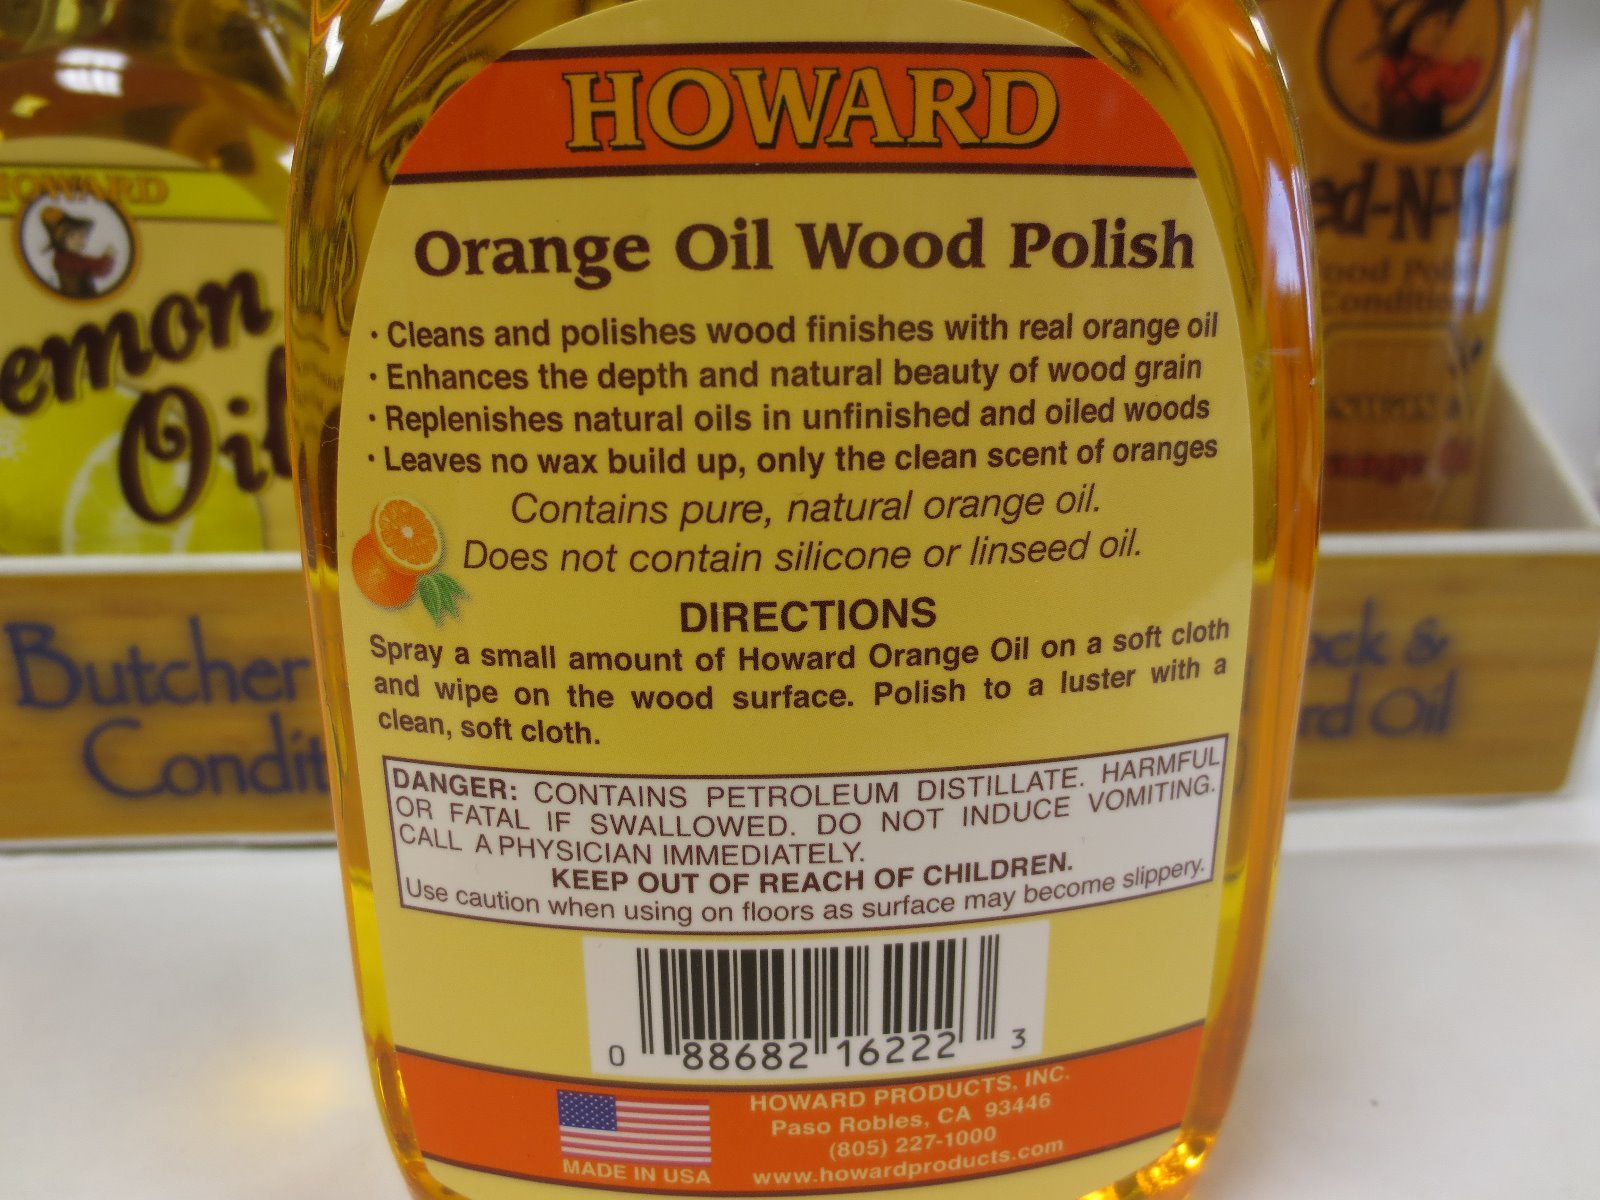 HOWARD
Orange Oil Wood Polish
· Cleans and polishes wood finishes with real orange oil
· Enhances the depth and natural beauty of wood grain
· Replenishes natural oils in unfinished and oiled woods
· Leaves no wax build up, only the clean scent of oranges
Contains pure, natural orange oil.
Does not contain silicone or linseed oil.
DIRECTIONS
Spray a small amount of Howard Orange Oil on a soft cloth
and wipe on the wood surface. Polish to a luster with a
clean, soft cloth.
DANGER: CONTAINS PETROLEUM DISTILLATE. HARMFUL
OR FATAL IF SWALLOWED. DO NOT INDUCE VOMITING.
CALL A PHYSICIAN IMMEDIATELY.
KEEP OUT OF REACH OF CHILDREN.
Use caution when using on floors as surface may become slippery.
0 88682 16222 3
MADE IN USA
HOWARD PRODUCTS, INC.
Paso Robles, CA 93446
(805) 227-1000
www.howardproducts.com
HOWARD
emon
Oil
Butcher
Condit
ed-N-W
ood Po
Conditi
ock &
rd Oil